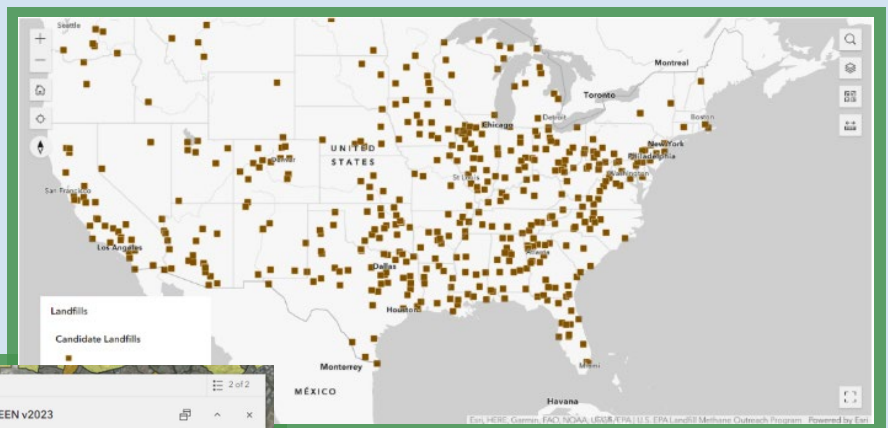 Seattle
Montreal
Toronto
Boston
Detroit
Chicago
New York
Philadelphia
UNITED
STATES
Denver
Washington
St Louis
San Francisco
Los Angeles
Atlanta
Dallas
Landfills
Houston
Candidate Landfills
Miami
Monterrey
2 of 2
MÉXICO
Havana
EEN v2023
Esri, HERE, Garmin, FAO, NOAA, USGS, EPA | U.S. EPA Landfill Methane Outreach Program Powered by Esri